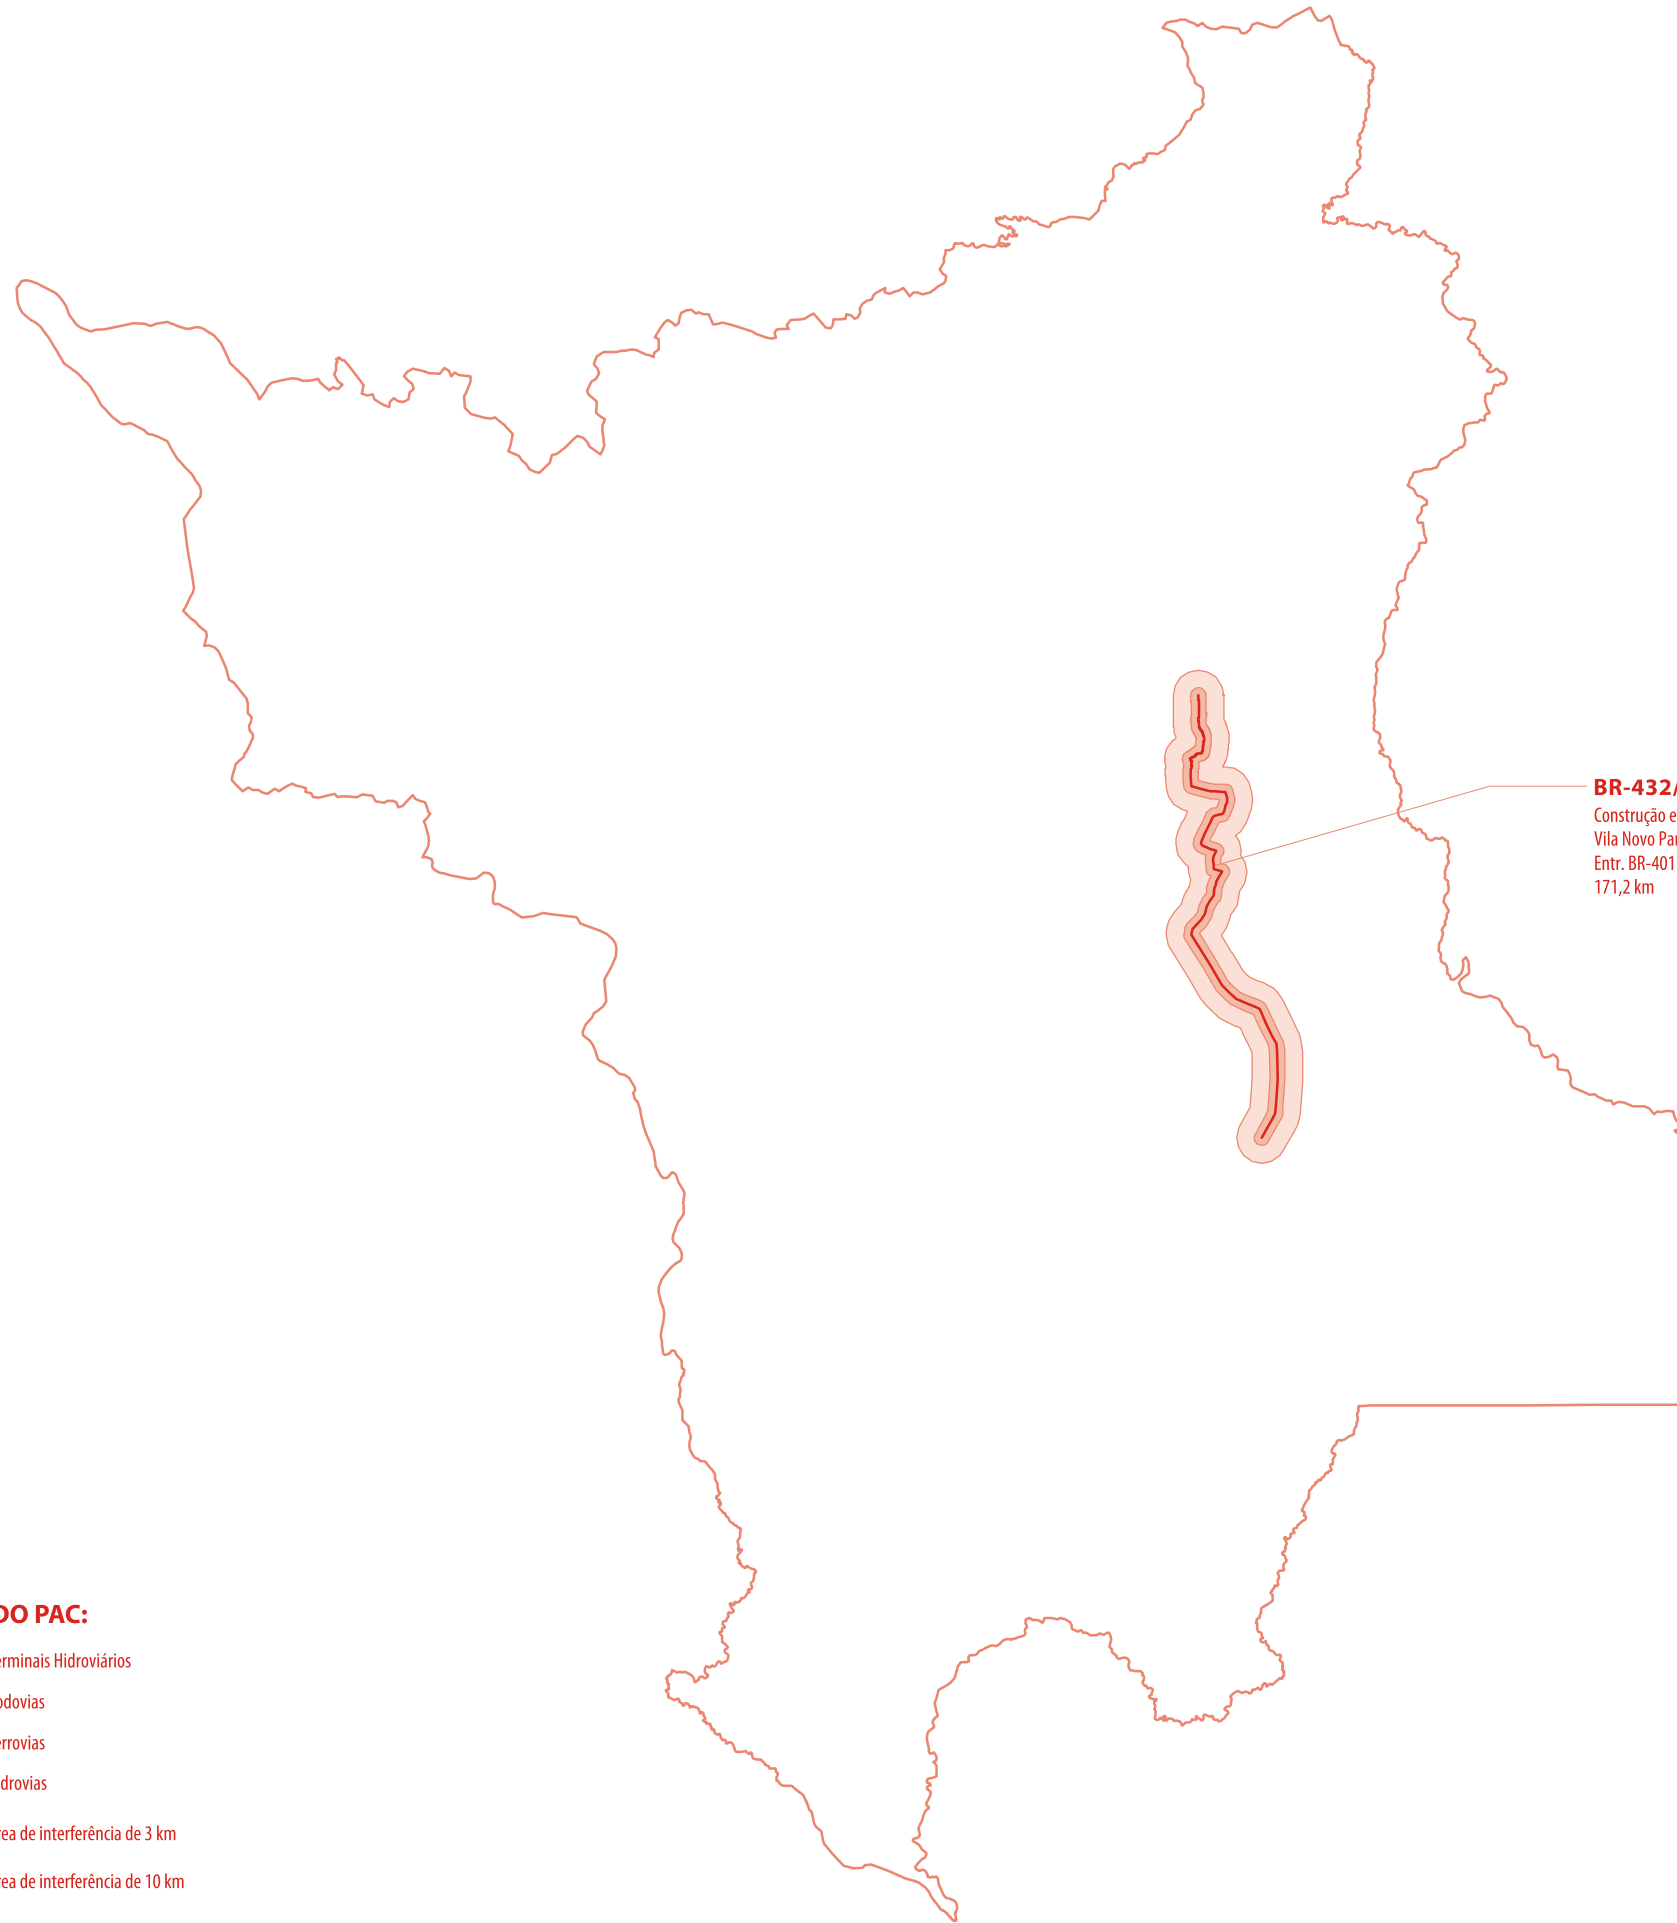 BR-432/
Construção e
Vila Novo Par
Entr. BR-401
171,2 km
DO PAC:
erminais Hidroviários
odovias
errovias
idrovias
rea de interferência de 3 km
rea de interferência de 10 km